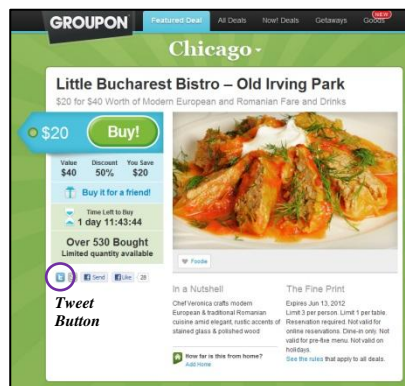 GROUPON
Featured Deal All Deals Now! Deals Getaways Goods
NEW
Chicago
Little Bucharest Bistro – Old Irving Park
$20 for $40 Worth of Modern European and Romanian Fare and Drinks
$20 Buy!
Value Discount You Save
$40 50% $20
Buy it for a friend!
Time Left to Buy
1 day 11:43:44
Over 530 Bought
Limited quantity available
Send Like 28
Tweet
Button
Foodie
In a Nutshell
Chef Veronica crafts modern
European & traditional Romanian
cuisine amid elegant, rustic accents of
stained glass & polished wood
How far is this from home?
Add Home
The Fine Print
Expires Jun 13, 2012
Limit 3 per person. Limit 1 per table.
Reservation required. Not valid for
online reservations. Dine-in only. Not
valid for pre-fixe menu. Not valid on
holidays.
See the rules that apply to all deals.